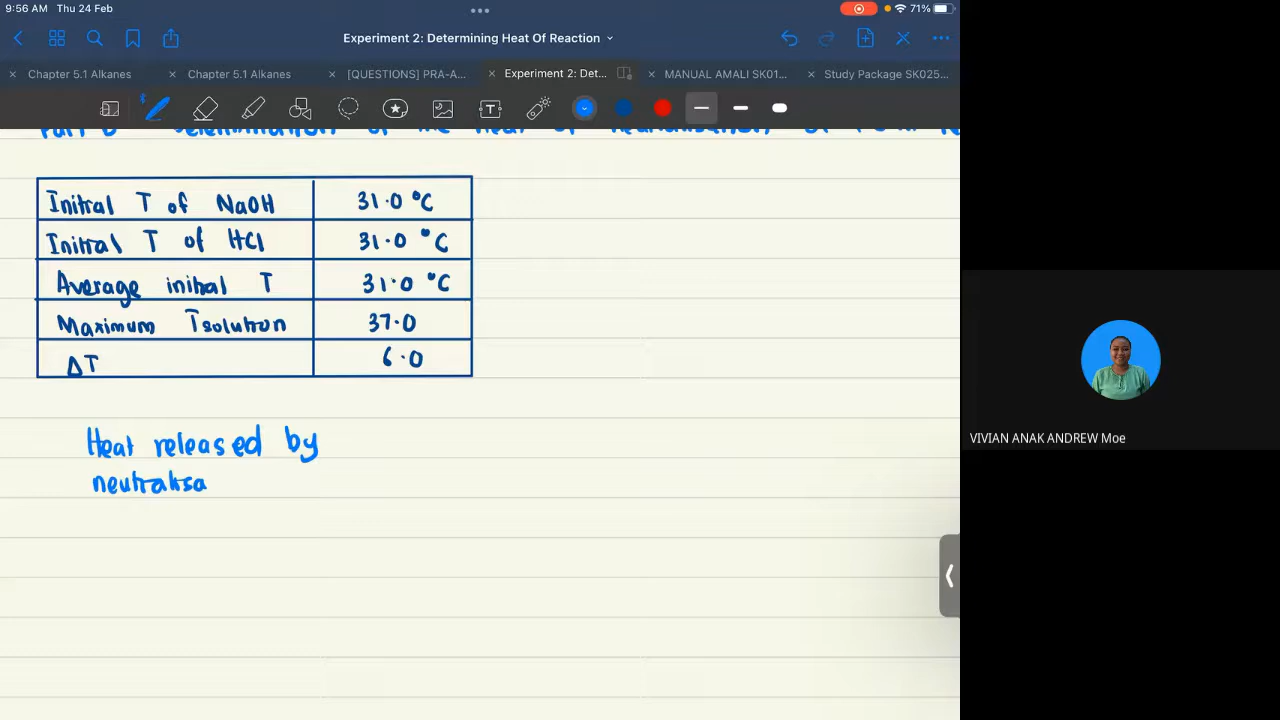 9:56 AM Thu 24 Feb
71%
Experiment 2: Determining Heat Of Reaction
Chapter 5.1 Alkanes
Chapter 5.1 Alkanes
[QUESTIONS] PRA-A...
Experiment 2: Det...
MANUAL AMALI SK01...
Study Package SK025...
Initial T of NaOH 31.0 °C
Initial T of HCl 31.0 °C
Average initial T 31.0 °C
Maximum Tsolution 37.0
ΔT 6.0
Heat released by
neutralisa
VIVIAN ANAK ANDREW Moe